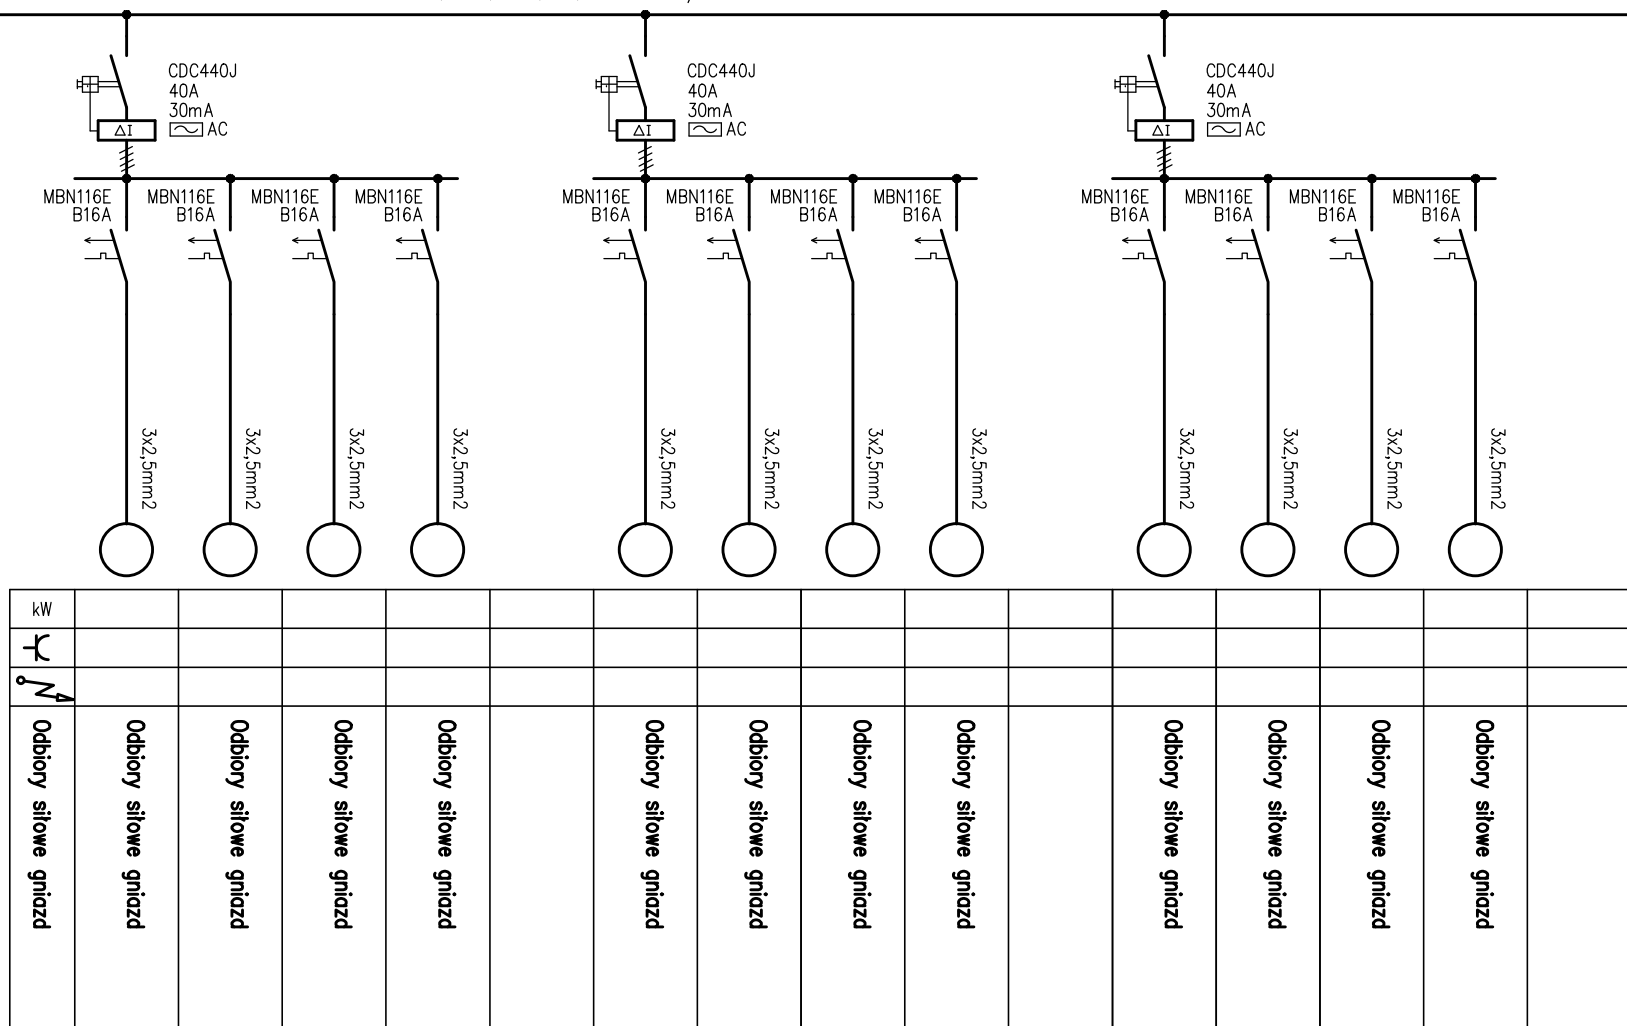 CDC440J
40A
30mA
AC
CDC440J
40A
30mA
AC
CDC440J
40A
30mA
AC
ΔI
ΔI
ΔI
MBN116E
B16A
MBN116E
B16A
MBN116E
B16A
MBN116E
B16A
MBN116E
B16A
MBN116E
B16A
MBN116E
B16A
MBN116E
B16A
MBN116E
B16A
MBN116E
B16A
MBN116E
B16A
MBN116E
B16A
3x2,5mm2
3x2,5mm2
3x2,5mm2
3x2,5mm2
3x2,5mm2
3x2,5mm2
3x2,5mm2
3x2,5mm2
3x2,5mm2
3x2,5mm2
3x2,5mm2
3x2,5mm2
kW
Odbiory siłowe gniazd
Odbiory siłowe gniazd
Odbiory siłowe gniazd
Odbiory siłowe gniazd
Odbiory siłowe gniazd
Odbiory siłowe gniazd
Odbiory siłowe gniazd
Odbiory siłowe gniazd
Odbiory siłowe gniazd
Odbiory siłowe gniazd
Odbiory siłowe gniazd
Odbiory siłowe gniazd
Odbiory siłowe gniazd